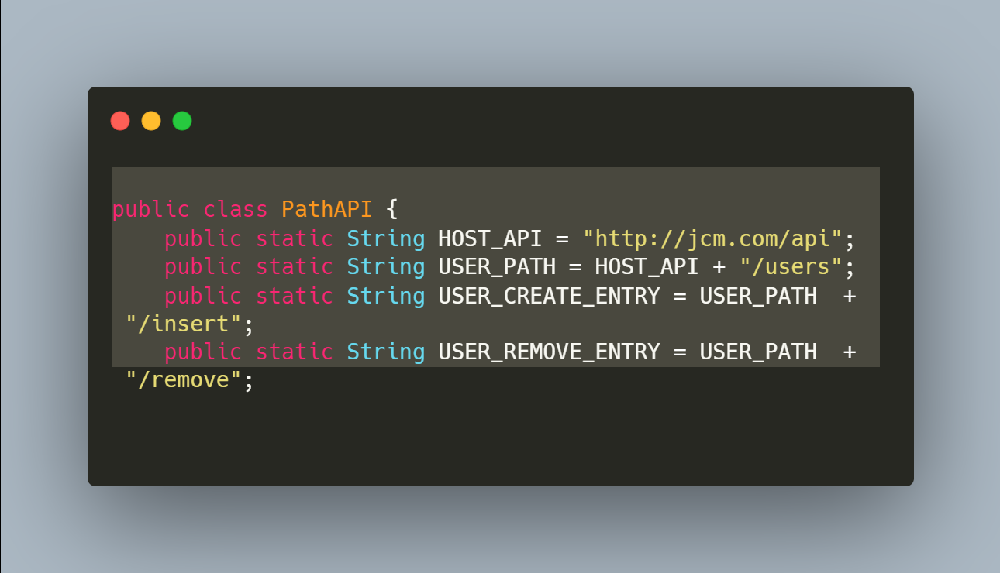 public class PathAPI {
    public static String HOST_API = "http://jcm.com/api";
    public static String USER_PATH = HOST_API + "/users";
    public static String USER_CREATE_ENTRY = USER_PATH  +
 "/insert";
    public static String USER_REMOVE_ENTRY = USER_PATH  +
 "/remove";